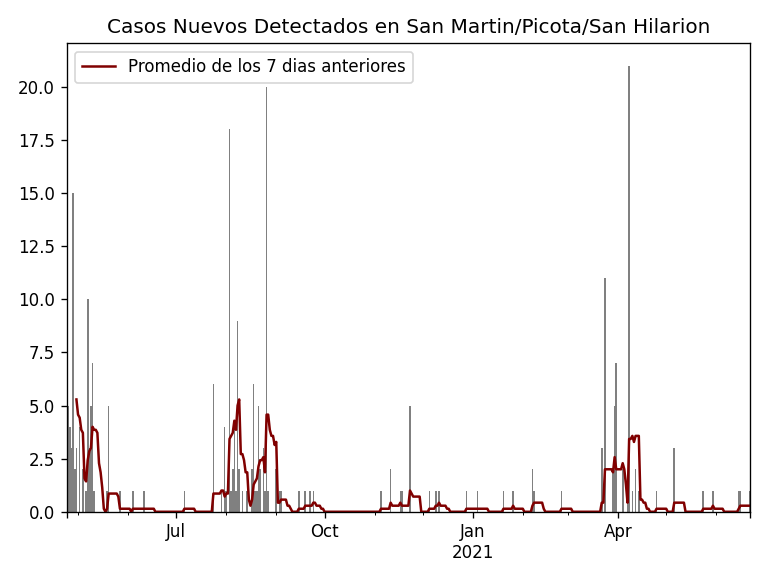 Casos Nuevos Detectados en San Martin/Picota/San Hilarion
Promedio de los 7 dias anteriores
20.0
17.5
15.0
12.5
10.0
7.5
5.0
2.5
0.0
Jul
Oct
Jan
2021
Apr